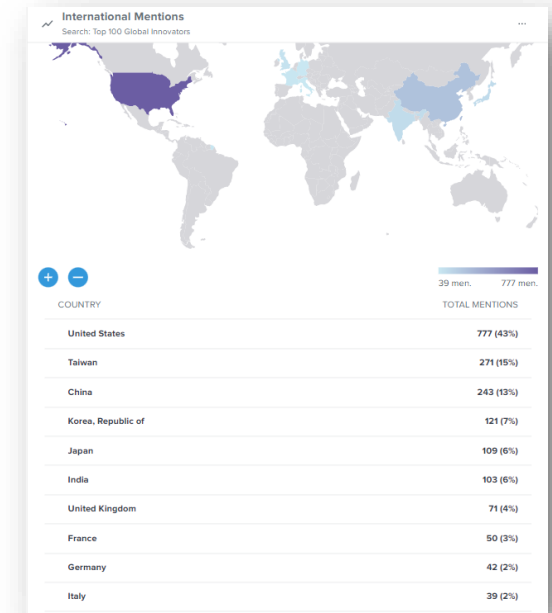 International Mentions
...
Search: Top 100 Global Innovators
+ −
39 men. 777 men.
COUNTRY TOTAL MENTIONS
United States 777 (43%)
Taiwan 271 (15%)
China 243 (13%)
Korea, Republic of 121 (7%)
Japan 109 (6%)
India 103 (6%)
United Kingdom 71 (4%)
France 50 (3%)
Germany 42 (2%)
Italy 39 (2%)